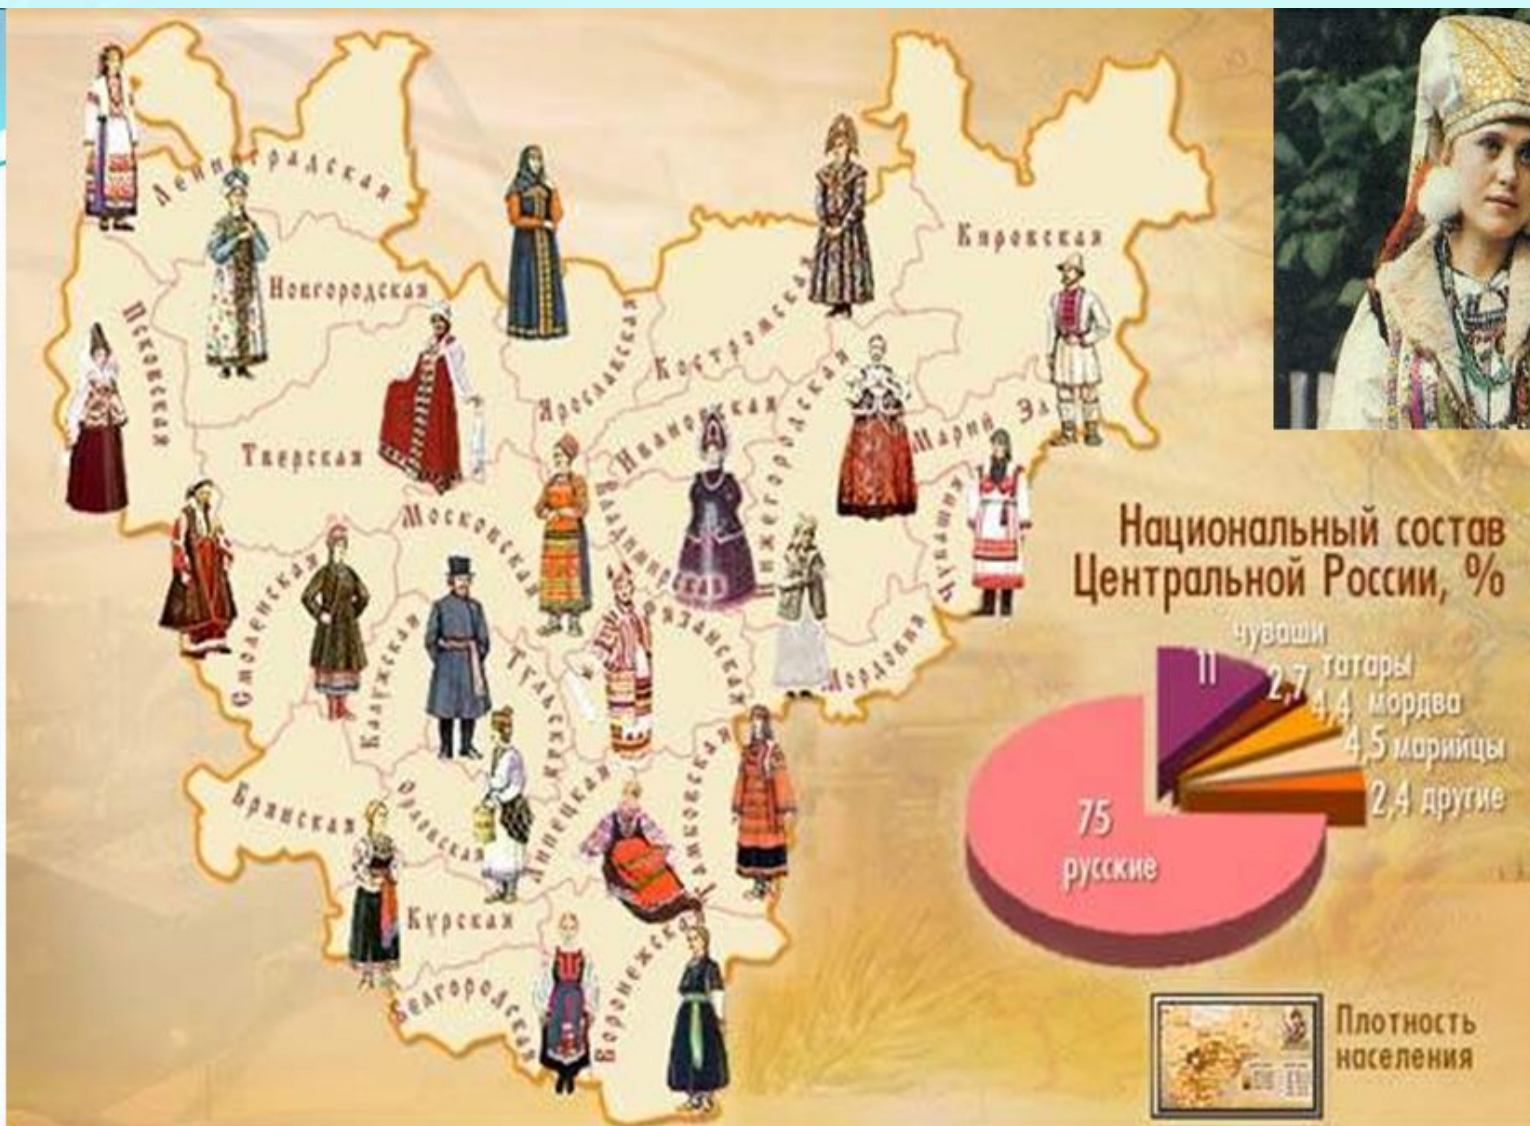 Ленинградская
Новгородская
Псковская
Тверская
Ярославская
Костромская
Кировская
Ивановская
Нижегородская
Марий Эл
Чувашия
Московская
Владимирская
Смоленская
Калужская
Тульская
Рязанская
Мордовия
Брянская
Орловская
Липецкая
Тамбовская
Курская
Белгородская
Воронежская
Национальный состав
Центральной России, %
чуваши
11
2,7 татары
4,4 мордва
4,5 марийцы
2,4 другие
75
русские
Плотность
населения